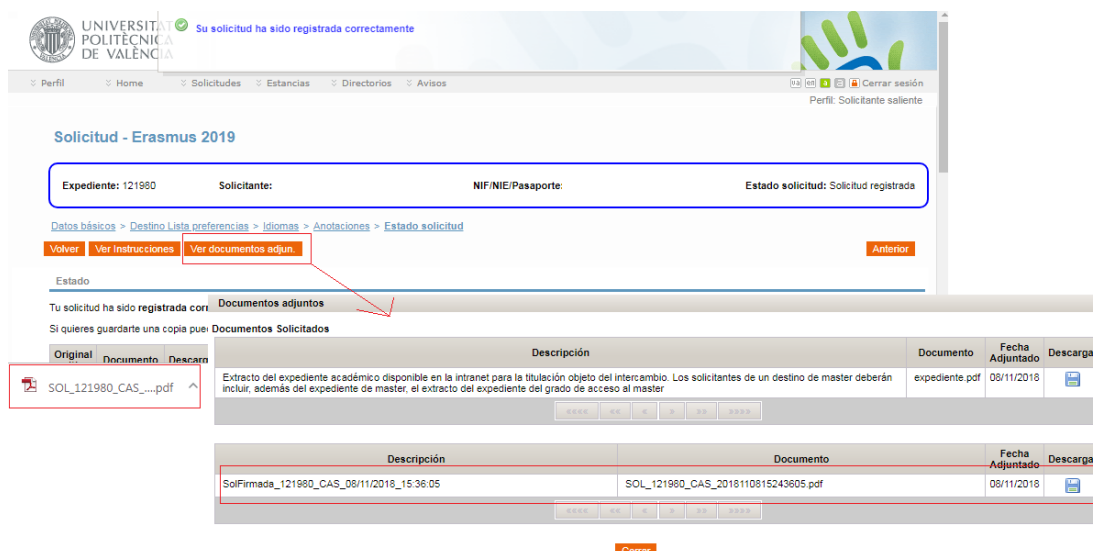 UNIVERSITAT
POLITÈCNICA
DE VALÈNCIA
Su solicitud ha sido registrada correctamente
Perfil Home Solicitudes Estancias Directorios Avisos
va en Cerrar sesión
Perfil: Solicitante saliente
Solicitud - Erasmus 2019
Expediente: 121980 Solicitante: NIF/NIE/Pasaporte: Estado solicitud: Solicitud registrada
Datos básicos > Destino Lista preferencias > Idiomas > Anotaciones > Estado solicitud
Volver Ver Instrucciones Ver documentos adjun. Anterior
Estado
Tu solicitud ha sido registrada corr
Si quieres guardarte una copia pue
Original Documento Descarg
SOL_121980_CAS_....pdf
Documentos adjuntos
Documentos Solicitados
Descripción Documento Fecha Adjuntado Descarga
Extracto del expediente académico disponible en la intranet para la titulación objeto del intercambio. Los solicitantes de un destino de master deberán expediente.pdf 08/11/2018
incluir, además del expediente de master, el extracto del expediente del grado de acceso al master
<<<< << < > >> >>>>
Descripción Documento Fecha Adjuntado Descarga
SolFirmada_121980_CAS_08/11/2018_15:36:05 SOL_121980_CAS_2018110815243605.pdf 08/11/2018
<<<< << < > >> >>>>
Cerrar